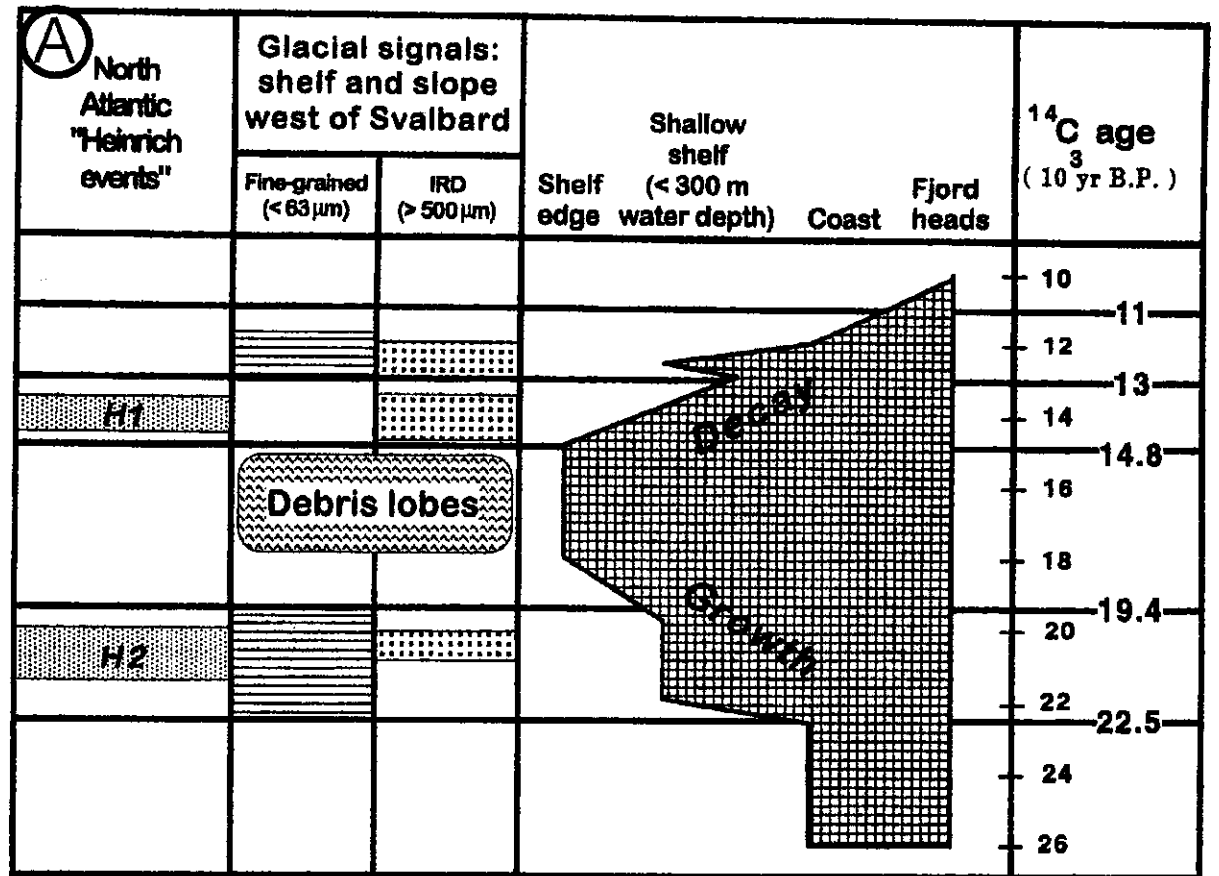 A
North
Atlantic
"Heinrich
events"
Glacial signals:
shelf and slope
west of Svalbard
Fine-grained
(< 63 µm)
IRD
(> 500 µm)
Shelf
edge
Shallow
shelf
(< 300 m
water depth)
Coast
Fjord
heads
14C age
( 10 3 yr B.P. )
10
11
12
13
H1
14
Decay
14.8
Debris lobes
16
18
Growth
19.4
20
H2
22
22.5
24
26